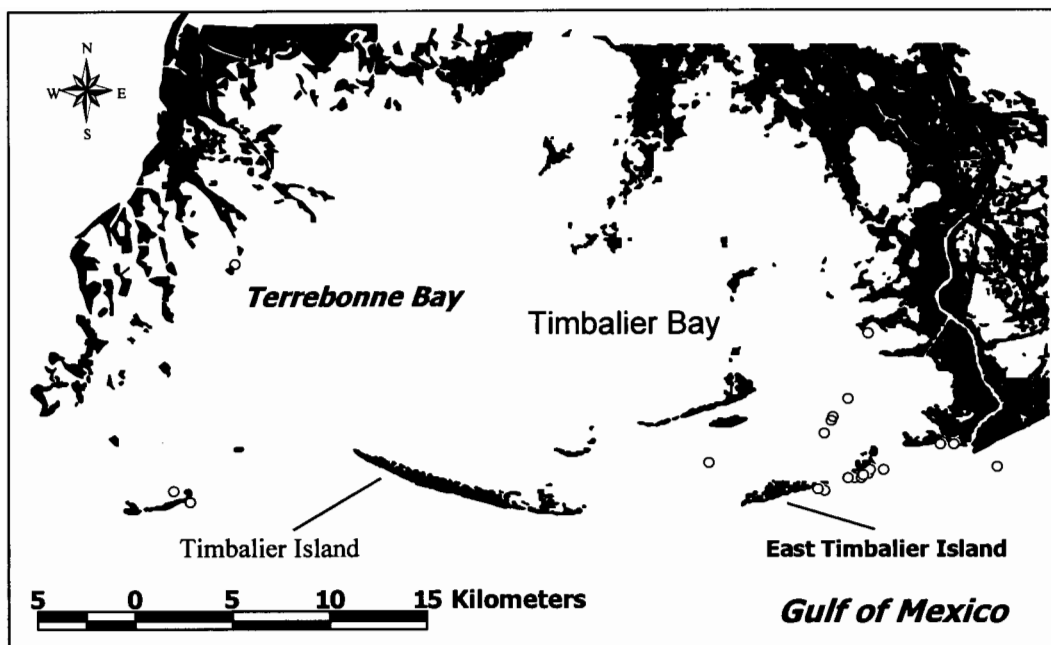 N
W E
S
Terrebonne Bay
Timbalier Bay
Timbalier Island
East Timbalier Island
5 0 5 10 15 Kilometers
Gulf of Mexico